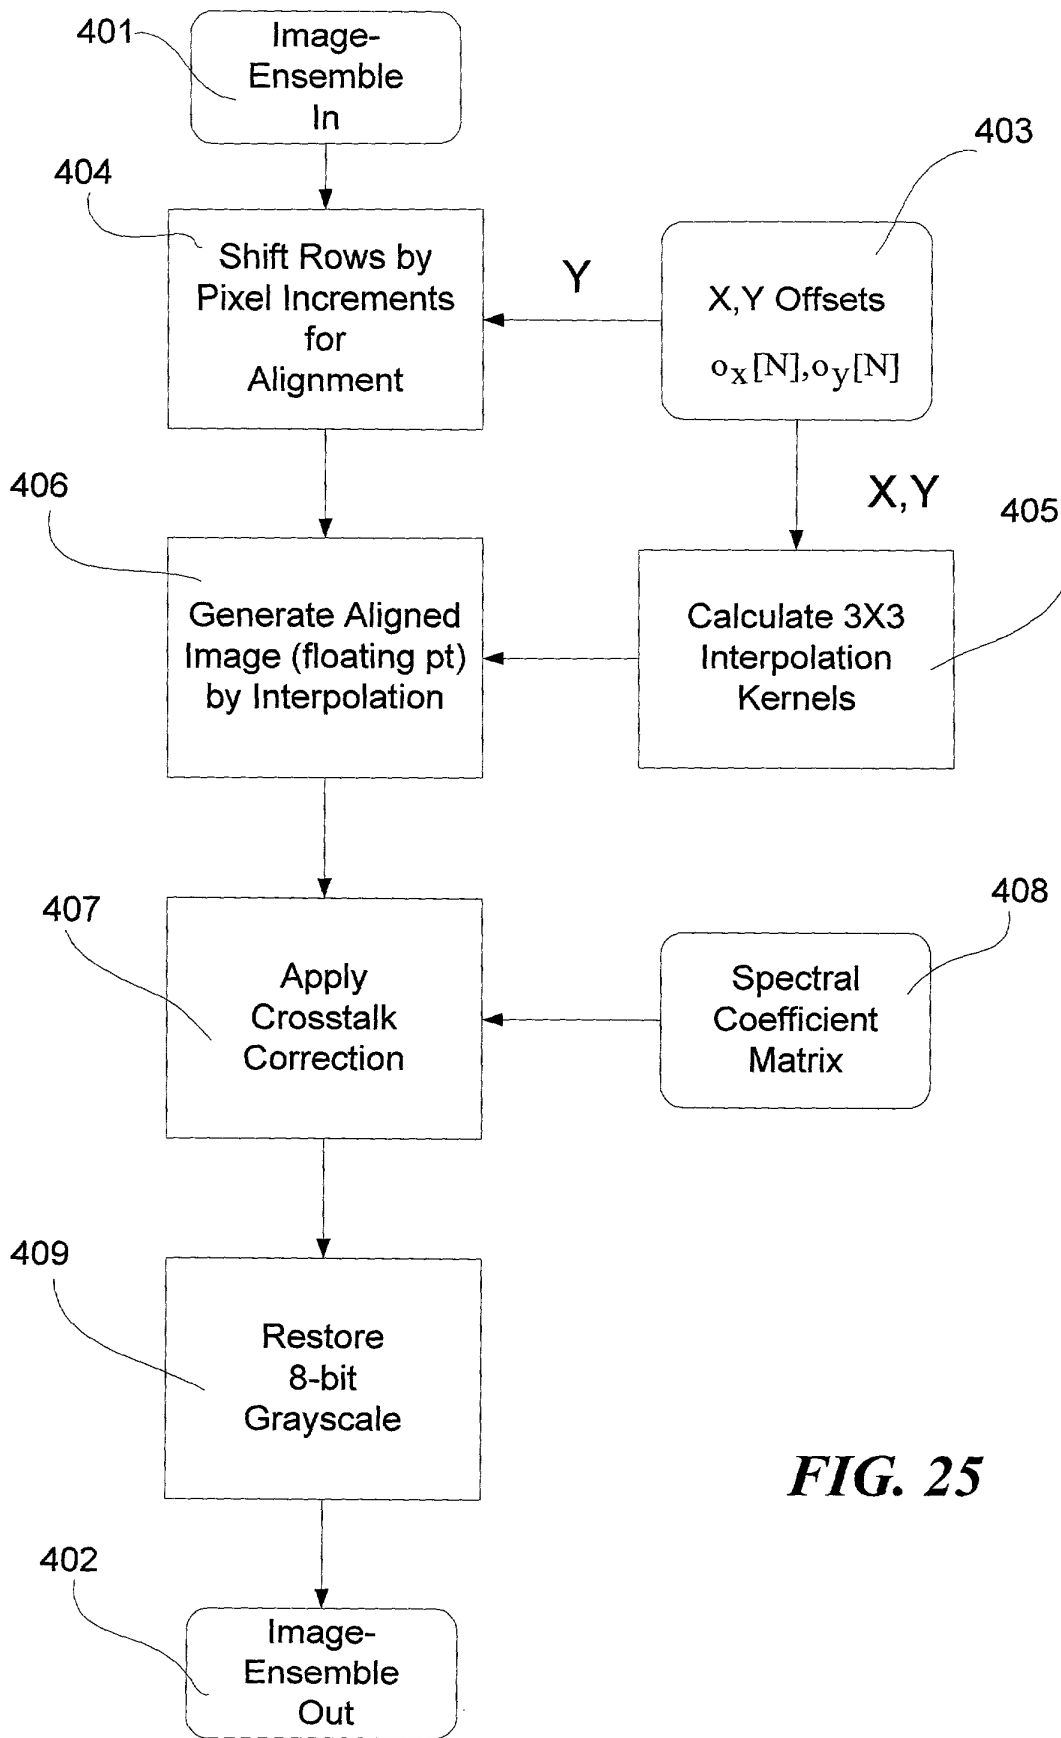 401
Image-
Ensemble
In
403
404
Shift Rows by
Pixel Increments
for
Alignment
Y
X,Y Offsets
ox[N],oy[N]
X,Y
406
405
Generate Aligned
Image (floating pt)
by Interpolation
Calculate 3X3
Interpolation
Kernels
407
408
Apply
Crosstalk
Correction
Spectral
Coefficient
Matrix
409
Restore
8-bit
Grayscale
FIG. 25
402
Image-
Ensemble
Out